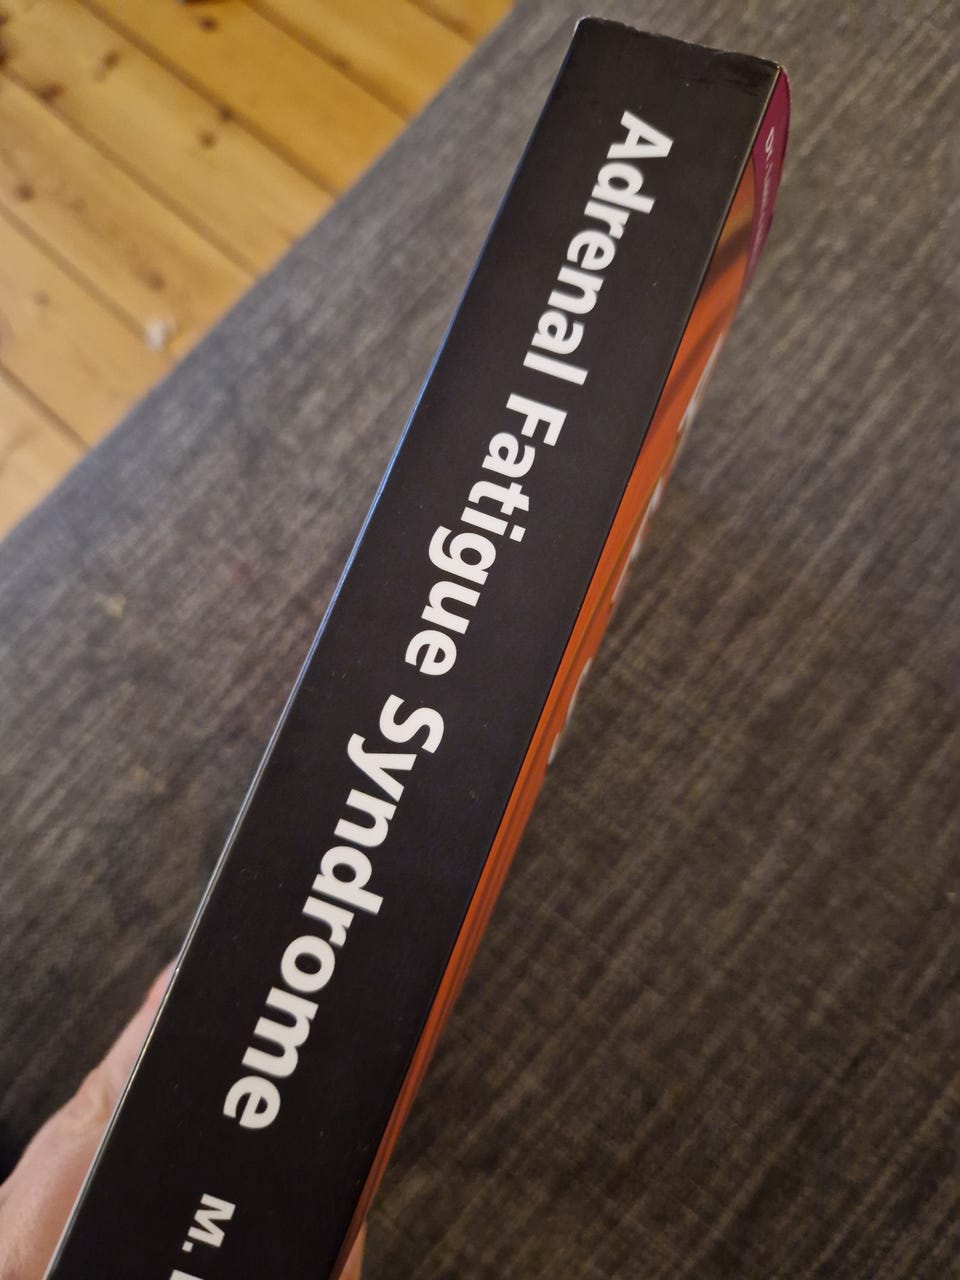 Adrenal Fatigue Syndrome
M.